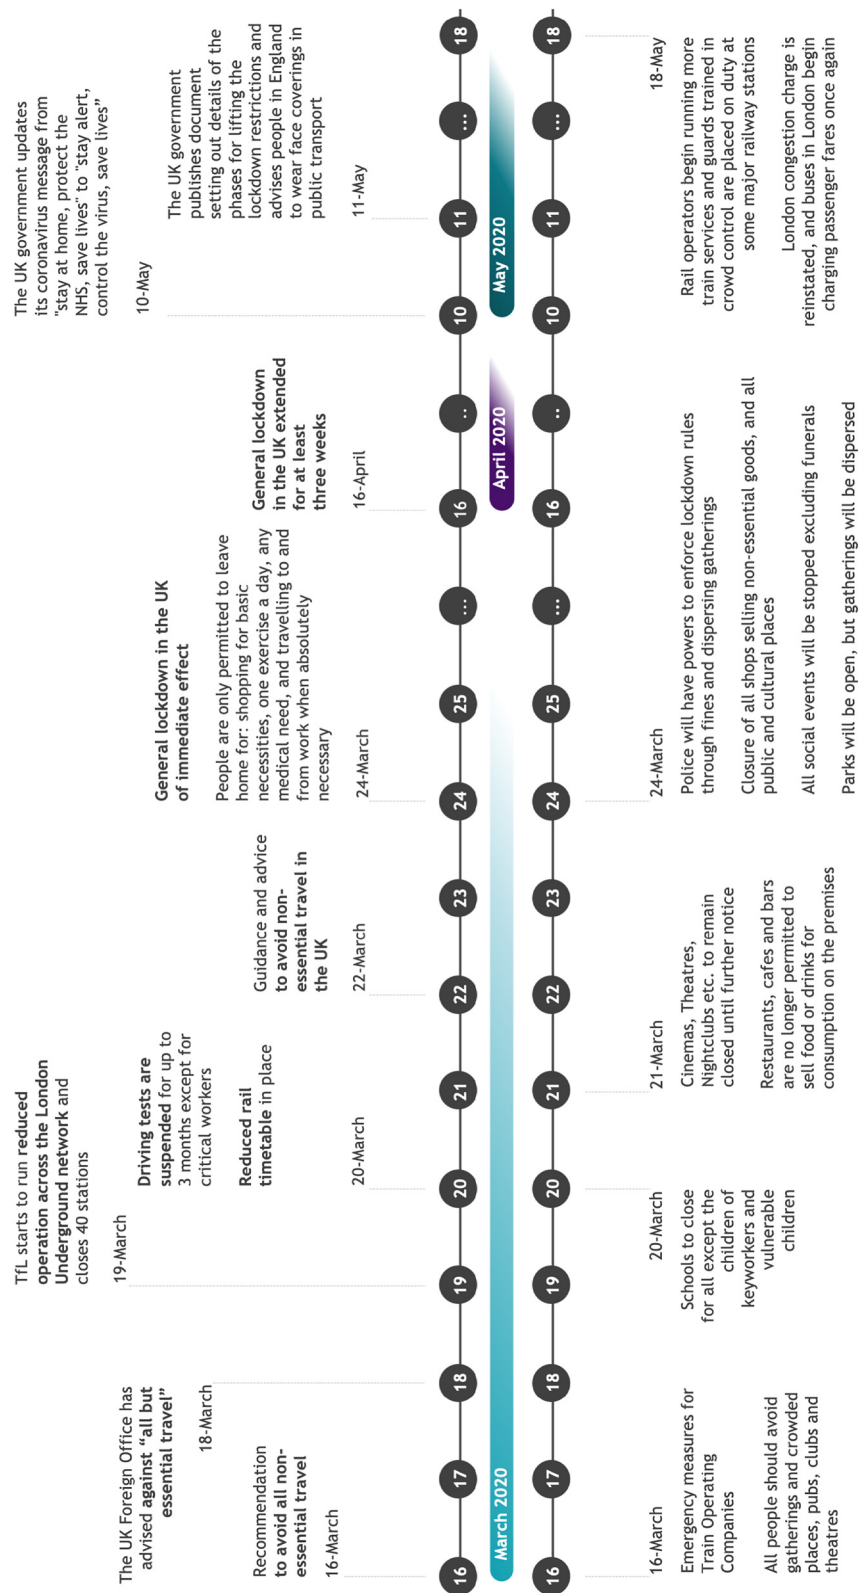 The UK Foreign Office has
advised against “all but
essential travel”
18-March
Recommendation
to avoid all non-
essential travel
16-March
TfL starts to run reduced
operation across the London
Underground network and
closes 40 stations
19-March
Driving tests are
suspended for up to
3 months except for
critical workers
Reduced rail
timetable in place
20-March
Guidance and advice
to avoid non-
essential travel in
the UK
22-March
General lockdown in the UK
of immediate effect
People are only permitted to leave
home for: shopping for basic
necessities, one exercise a day, any
medical need, and travelling to and
from work when absolutely
necessary
24-March
General lockdown
in the UK extended
for at least
three weeks
16-April
The UK government updates
its coronavirus message from
"stay at home, protect the
NHS, save lives" to "stay alert,
control the virus, save lives”
10-May
The UK government
publishes document
setting out details of the
phases for lifting the
lockdown restrictions and
advises people in England
to wear face coverings in
public transport
11-May
16 17 18 19 20 21 22 23 24 25 ... 16 .. 10 11 ... 18
March 2020 April 2020 May 2020
16 17 18 19 20 21 22 23 24 25 ... 16 .. 10 11 ... 18
16-March
Emergency measures for
Train Operating
Companies
All people should avoid
gatherings and crowded
places, pubs, clubs and
theatres
20-March
Schools to close
for all except the
children of
keyworkers and
vulnerable
children
21-March
Cinemas, Theatres,
Nightclubs etc. to remain
closed until further notice
Restaurants, cafes and bars
are no longer permitted to
sell food or drinks for
consumption on the premises
24-March
Police will have powers to enforce lockdown rules
through fines and dispersing gatherings
Closure of all shops selling non-essential goods, and all
public and cultural places
All social events will be stopped excluding funerals
Parks will be open, but gatherings will be dispersed
18-May
Rail operators begin running more
train services and guards trained in
crowd control are placed on duty at
some major railway stations
London congestion charge is
reinstated, and buses in London begin
charging passenger fares once again